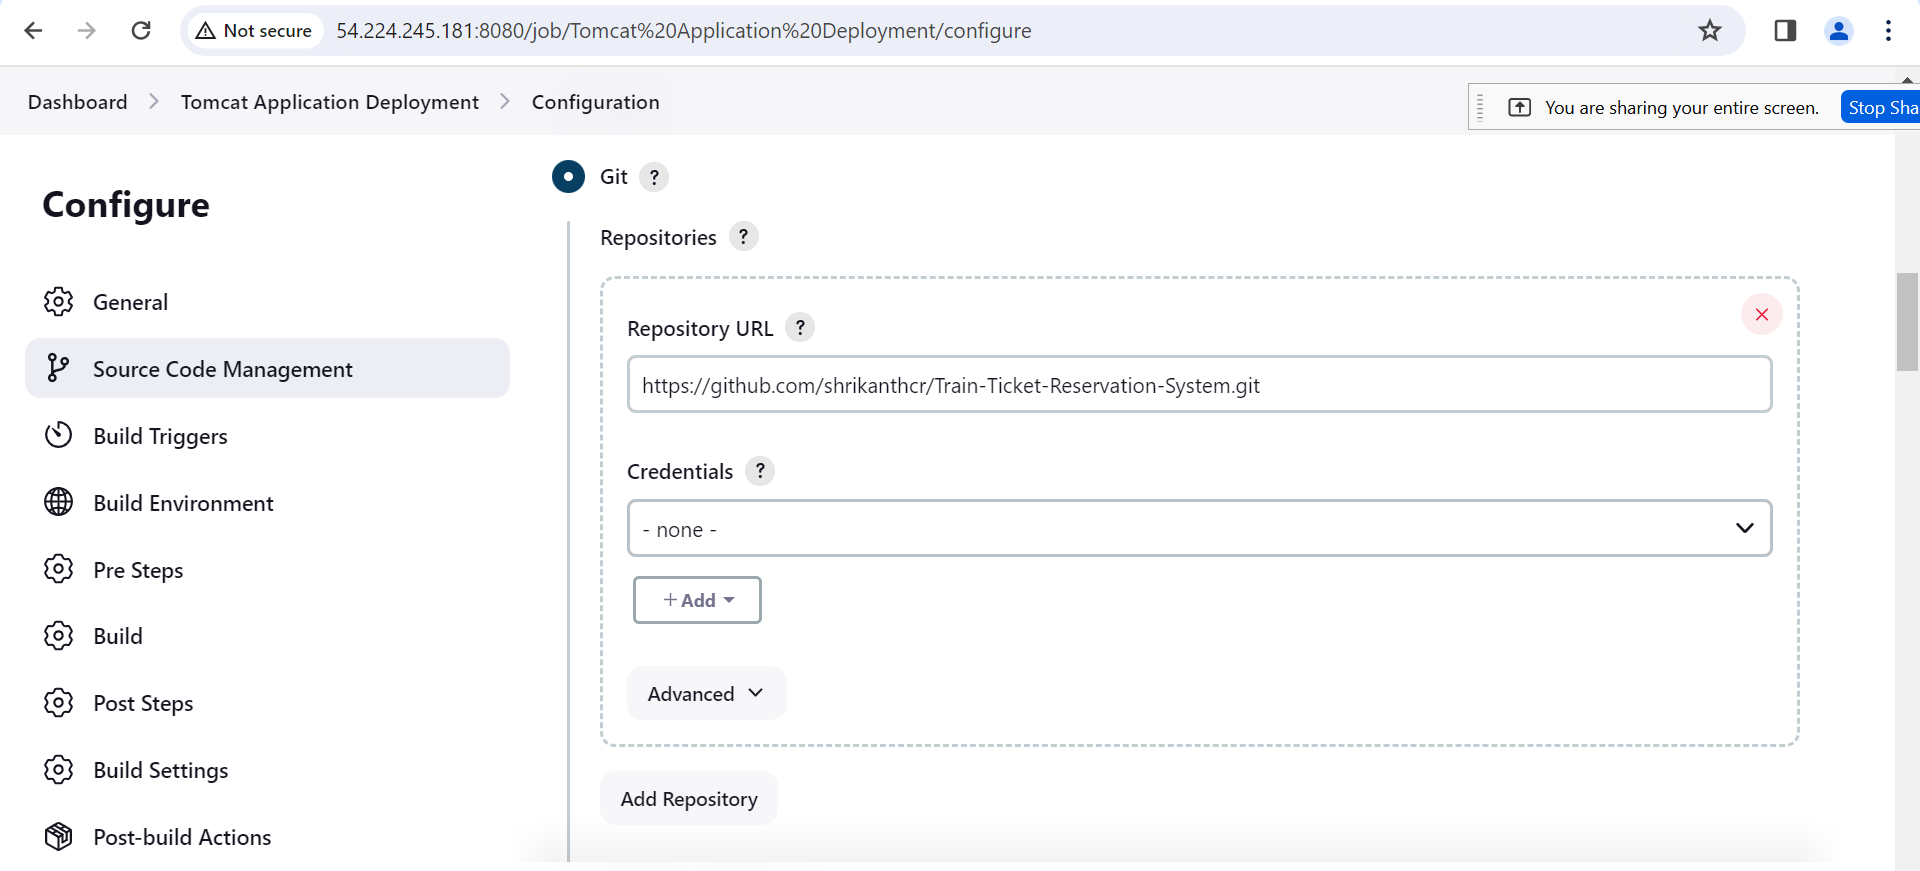 Not secure 54.224.245.181:8080/job/Tomcat%20Application%20Deployment/configure
Dashboard Tomcat Application Deployment Configuration
You are sharing your entire screen. Stop Sha
Configure
General
Source Code Management
Build Triggers
Build Environment
Pre Steps
Build
Post Steps
Build Settings
Post-build Actions
Git ?
Repositories ?
Repository URL ?
https://github.com/shrikanthcr/Train-Ticket-Reservation-System.git
Credentials ?
- none -
+ Add
Advanced
Add Repository